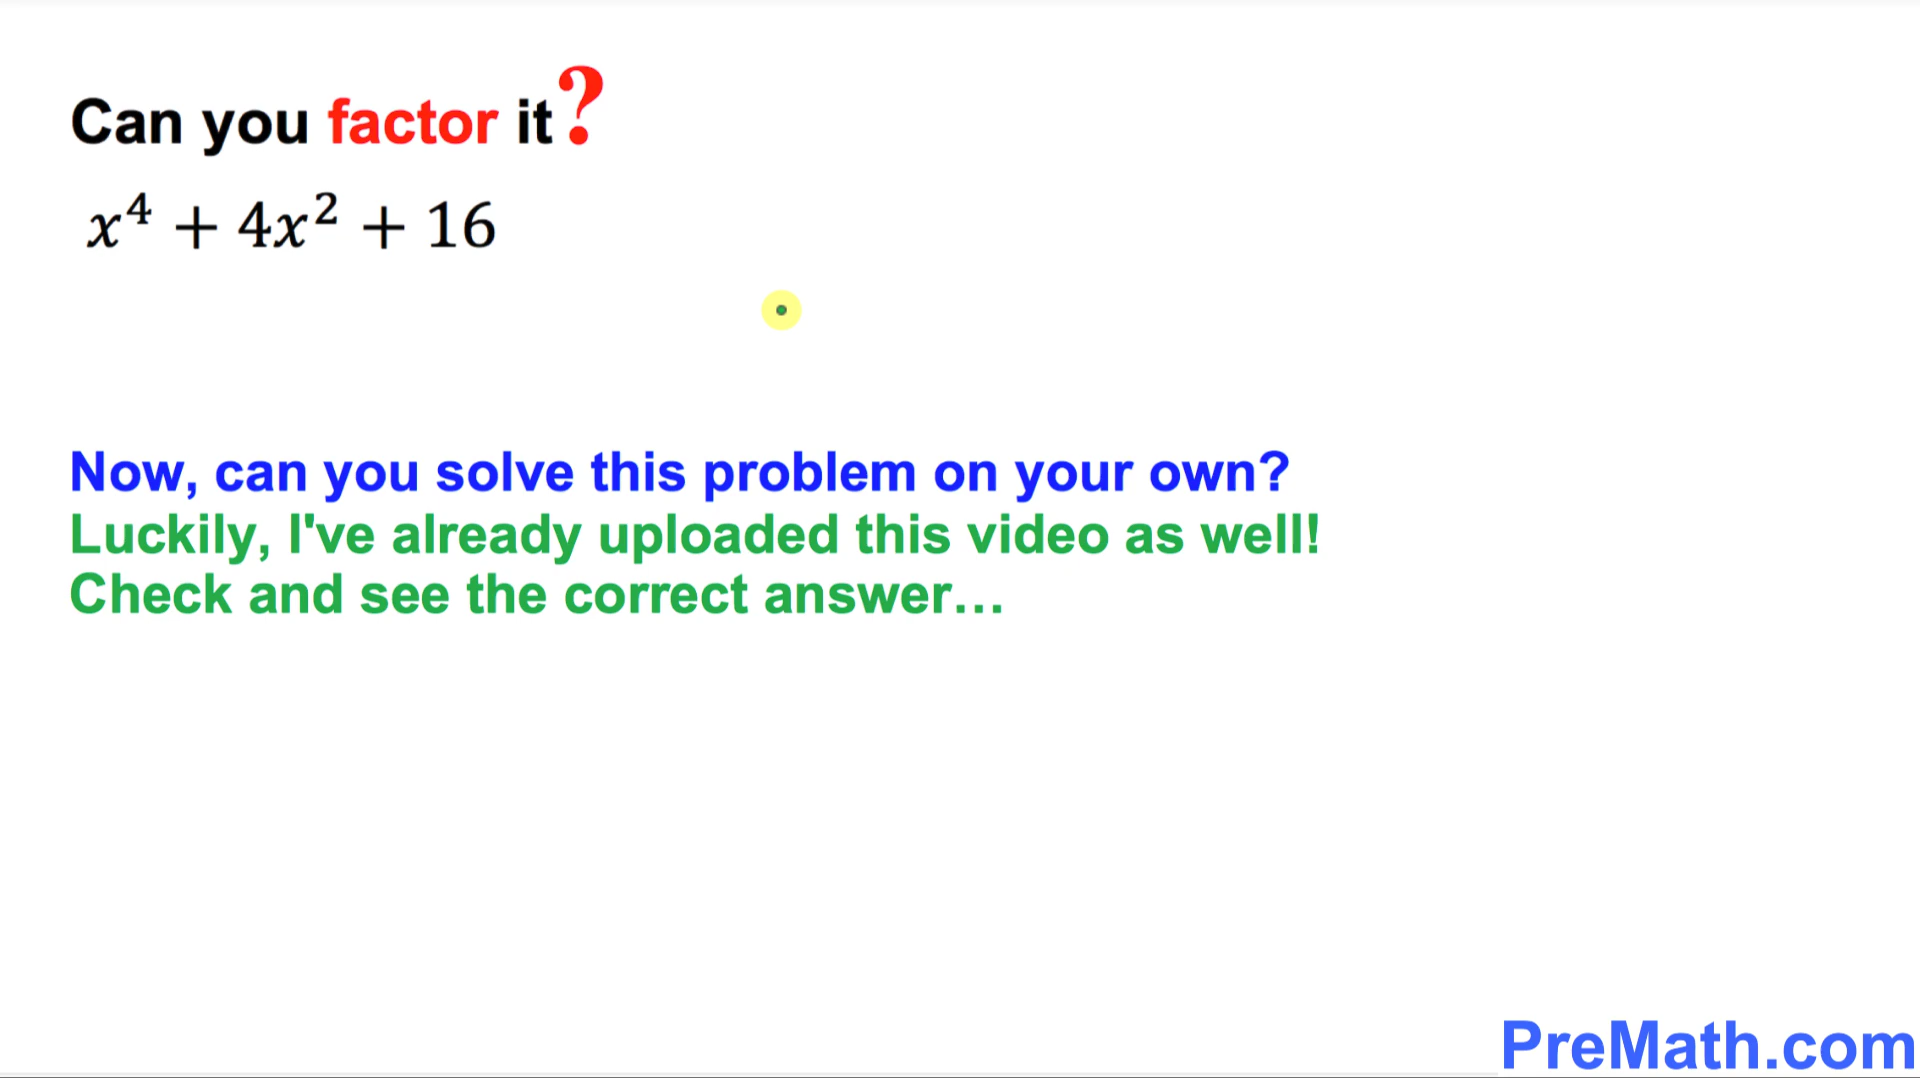 Can you factor it?
x⁴ + 4x² + 16
Now, can you solve this problem on your own?
Luckily, I've already uploaded this video as well!
Check and see the correct answer...
PreMath.com